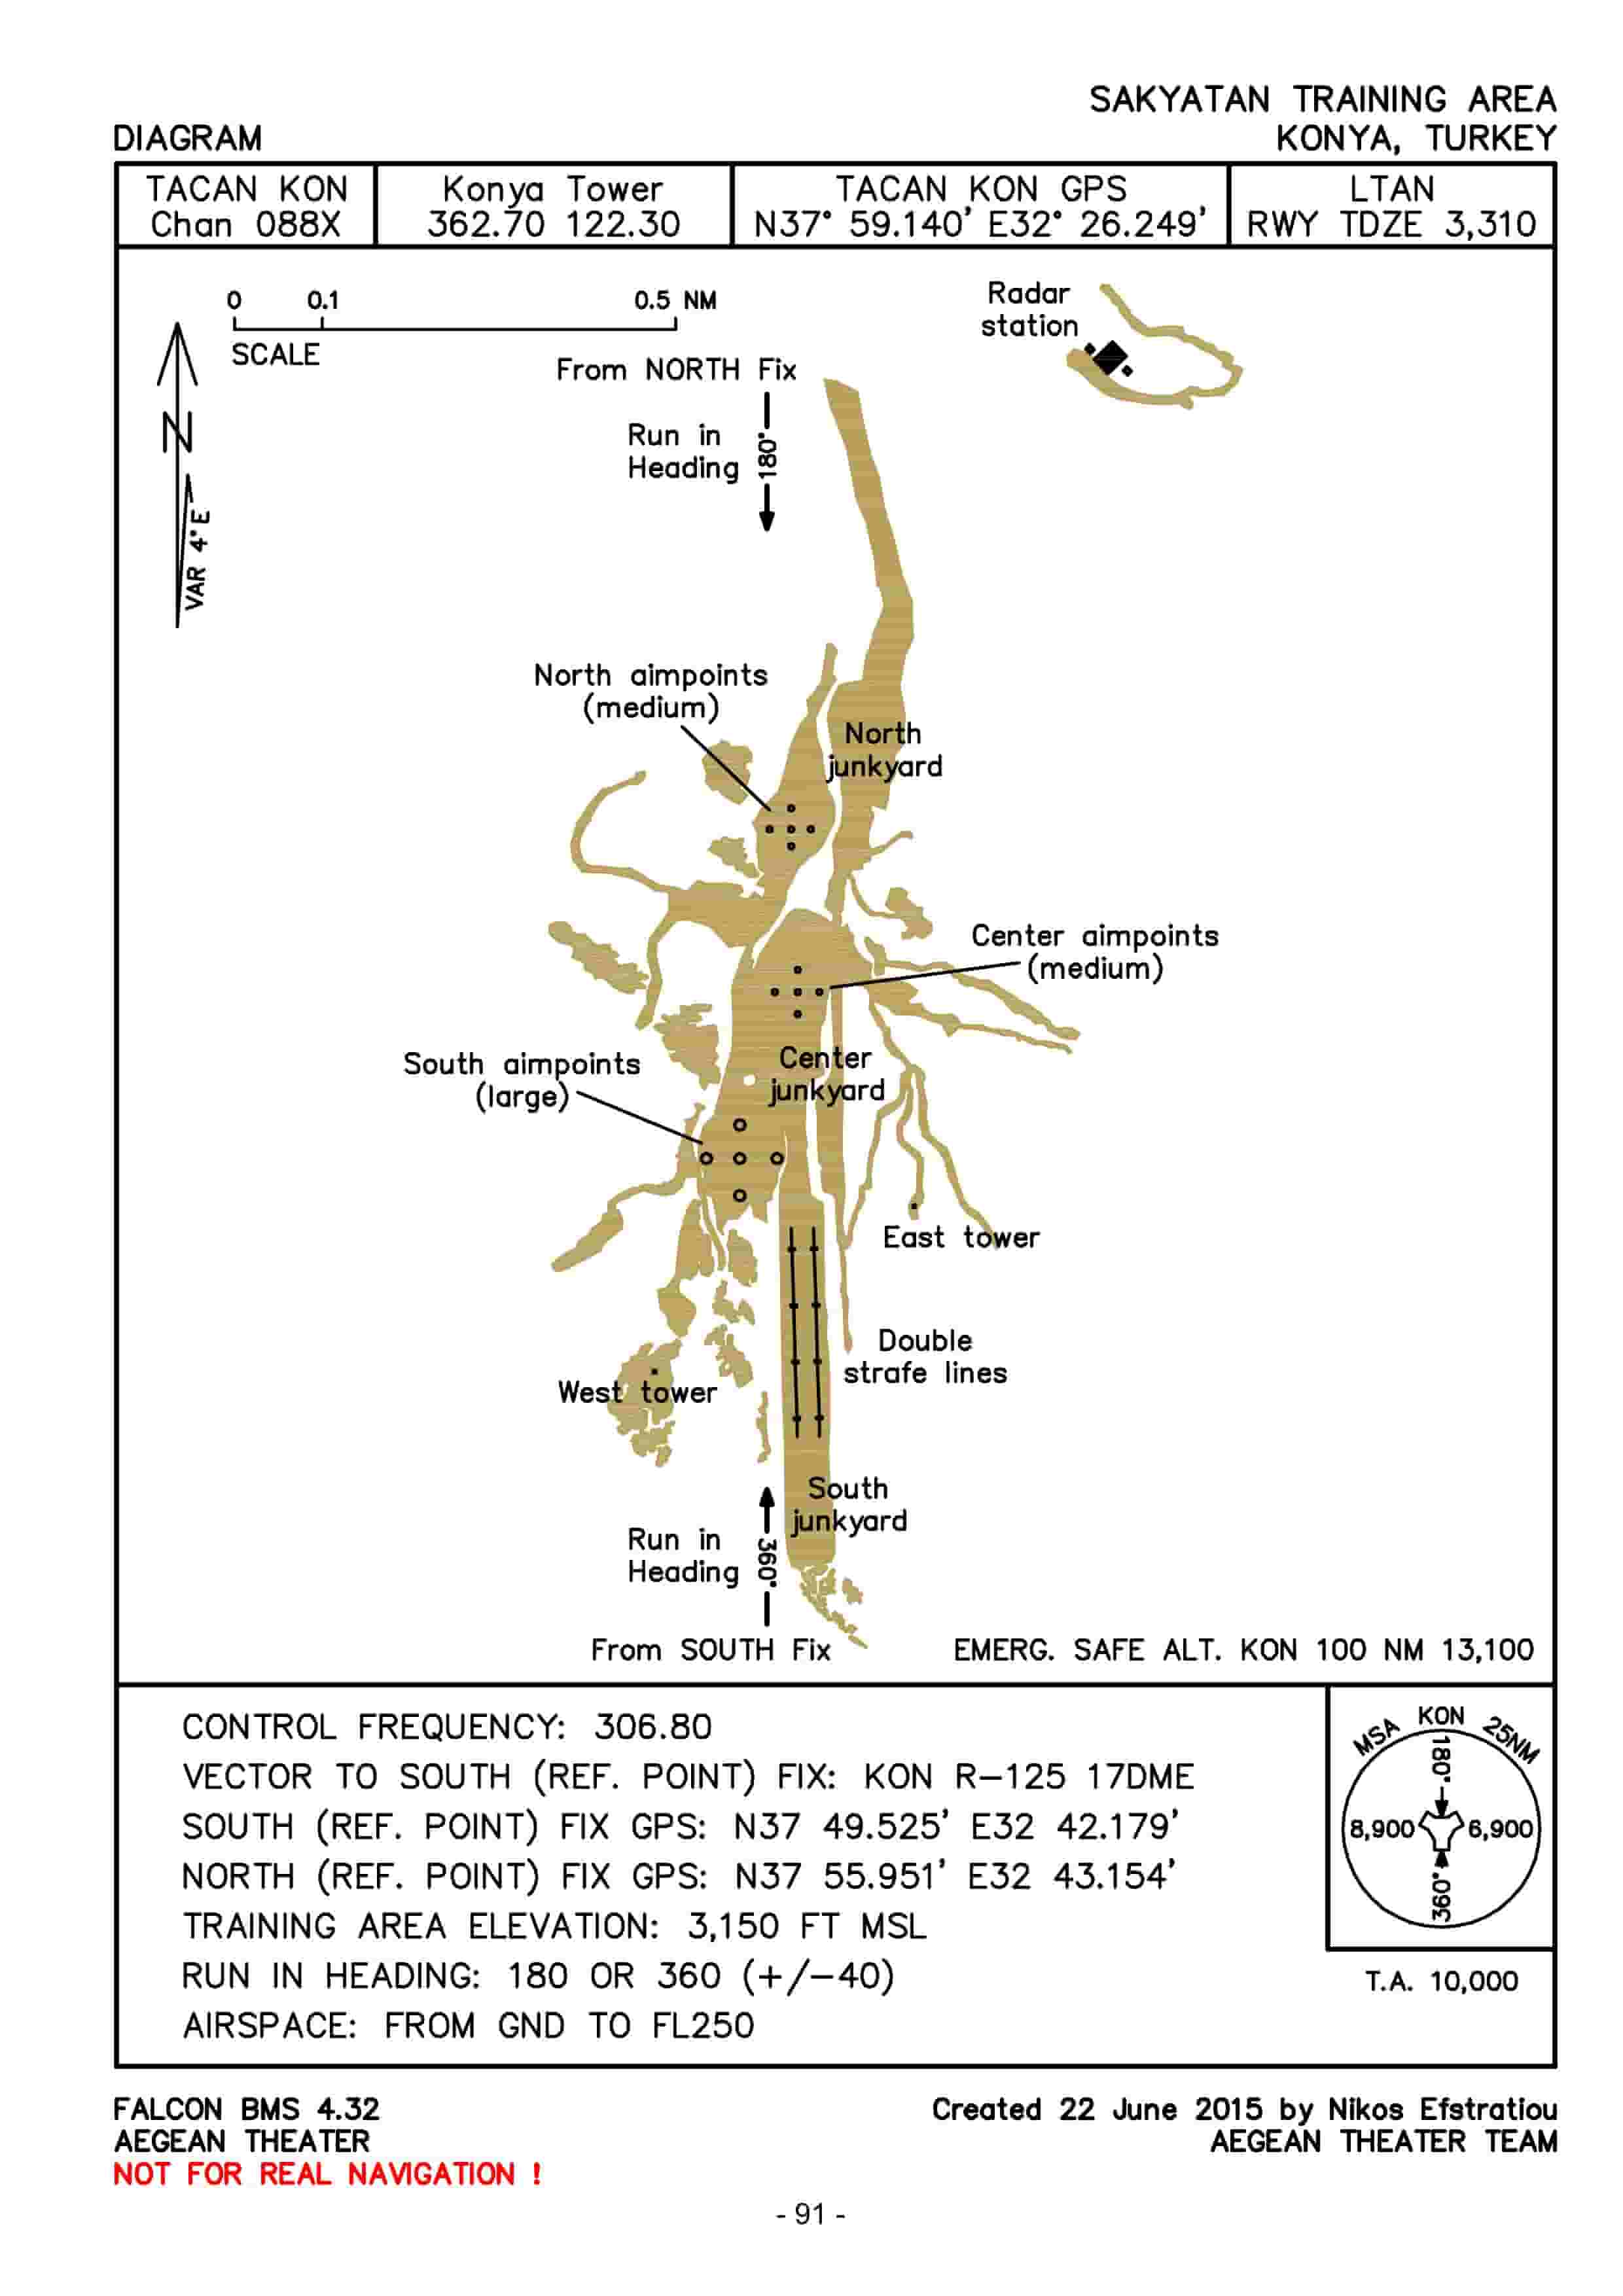 SAKYATAN TRAINING AREA
DIAGRAM
KONYA, TURKEY
TACAN KON
Chan 088X
Konya Tower
362.70 122.30
TACAN KON GPS
N37° 59.140' E32° 26.249'
LTAN
RWY TDZE 3,310
0 0.1 0.5 NM
SCALE
N
VAR 4°E
Radar
station
From NORTH Fix
Run in
Heading
180°
North aimpoints
(medium)
North
junkyard
Center aimpoints
(medium)
South aimpoints
(large)
Center
junkyard
East tower
Double
strafe lines
West tower
South
junkyard
Run in
Heading
360°
From SOUTH Fix
EMERG. SAFE ALT. KON 100 NM 13,100
CONTROL FREQUENCY: 306.80
VECTOR TO SOUTH (REF. POINT) FIX: KON R-125 17DME
SOUTH (REF. POINT) FIX GPS: N37 49.525' E32 42.179'
NORTH (REF. POINT) FIX GPS: N37 55.951' E32 43.154'
TRAINING AREA ELEVATION: 3,150 FT MSL
RUN IN HEADING: 180 OR 360 (+/-40)
AIRSPACE: FROM GND TO FL250
MSA KON 25NM
180°
8,900 6,900
360°
T.A. 10,000
FALCON BMS 4.32
AEGEAN THEATER
NOT FOR REAL NAVIGATION !
Created 22 June 2015 by Nikos Efstratiou
AEGEAN THEATER TEAM
- 91 -